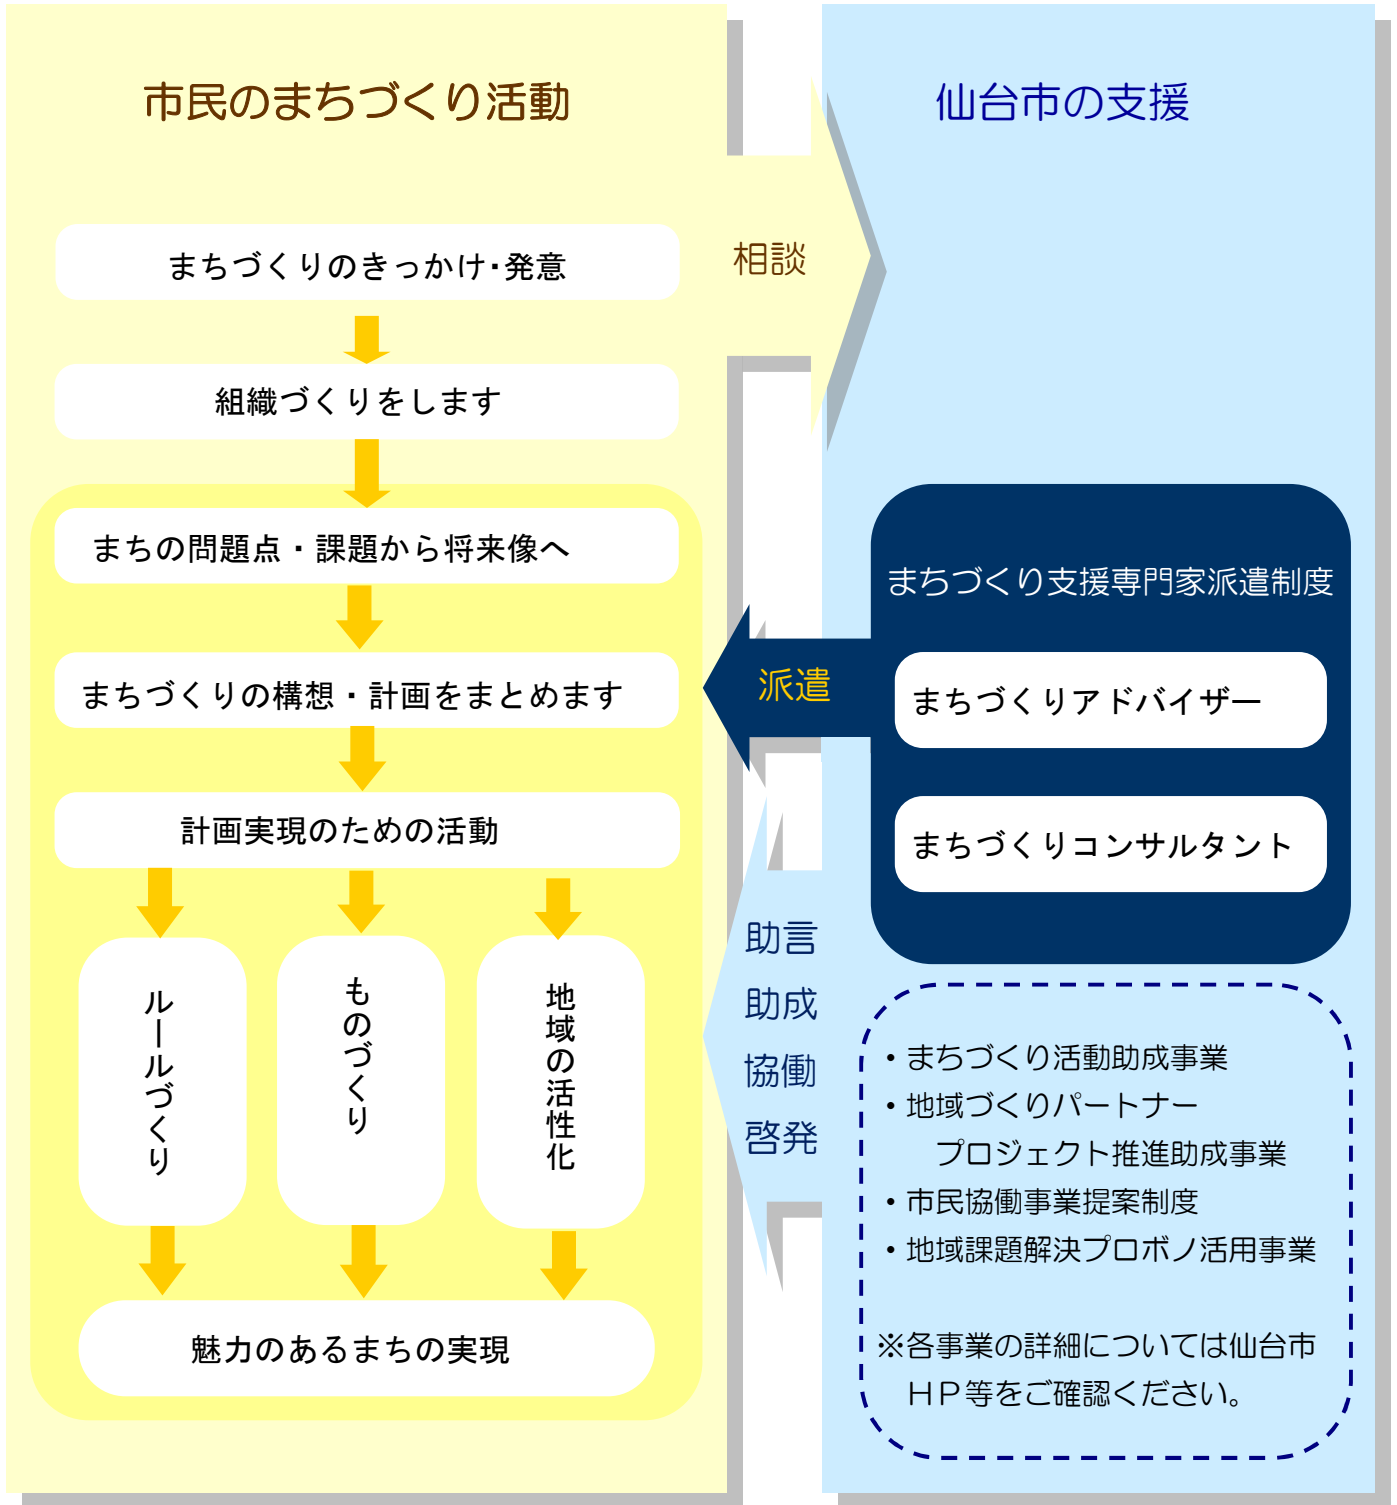 市民のまちづくり活動
まちづくりのきっかけ・発意
組織づくりをします
まちの問題点・課題から将来像へ
まちづくりの構想・計画をまとめます
計画実現のための活動
ルールづくり
ものづくり
地域の活性化
魅力のあるまちの実現
相談
派遣
助言
助成
協働
啓発
仙台市の支援
まちづくり支援専門家派遣制度
まちづくりアドバイザー
まちづくりコンサルタント
・まちづくり活動助成事業
・地域づくりパートナー
プロジェクト推進助成事業
・市民協働事業提案制度
・地域課題解決プロボノ活用事業
※各事業の詳細については仙台市
ＨＰ等をご確認ください。